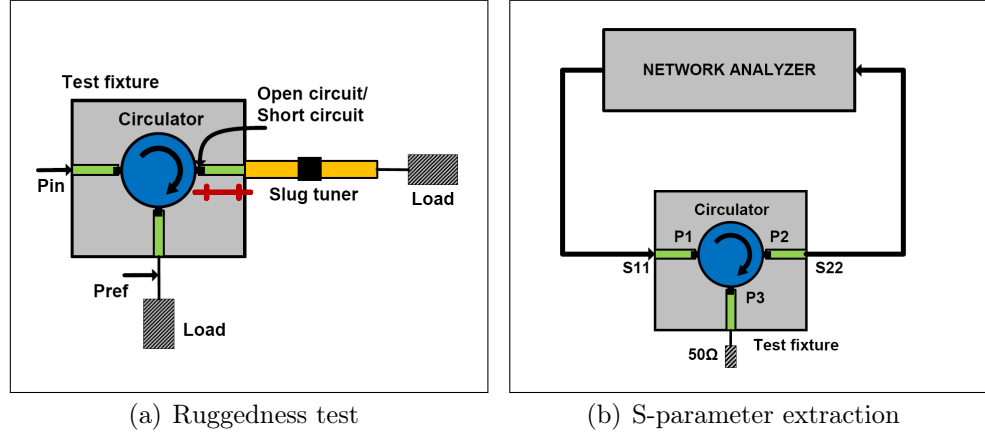 Test fixture
Open circuit/
Short circuit
Circulator
Pin
Slug tuner
Load
Pref
Load
(a) Ruggedness test
NETWORK ANALYZER
Circulator
P1
P2
S11
S22
P3
50Ω
Test fixture
(b) S-parameter extraction